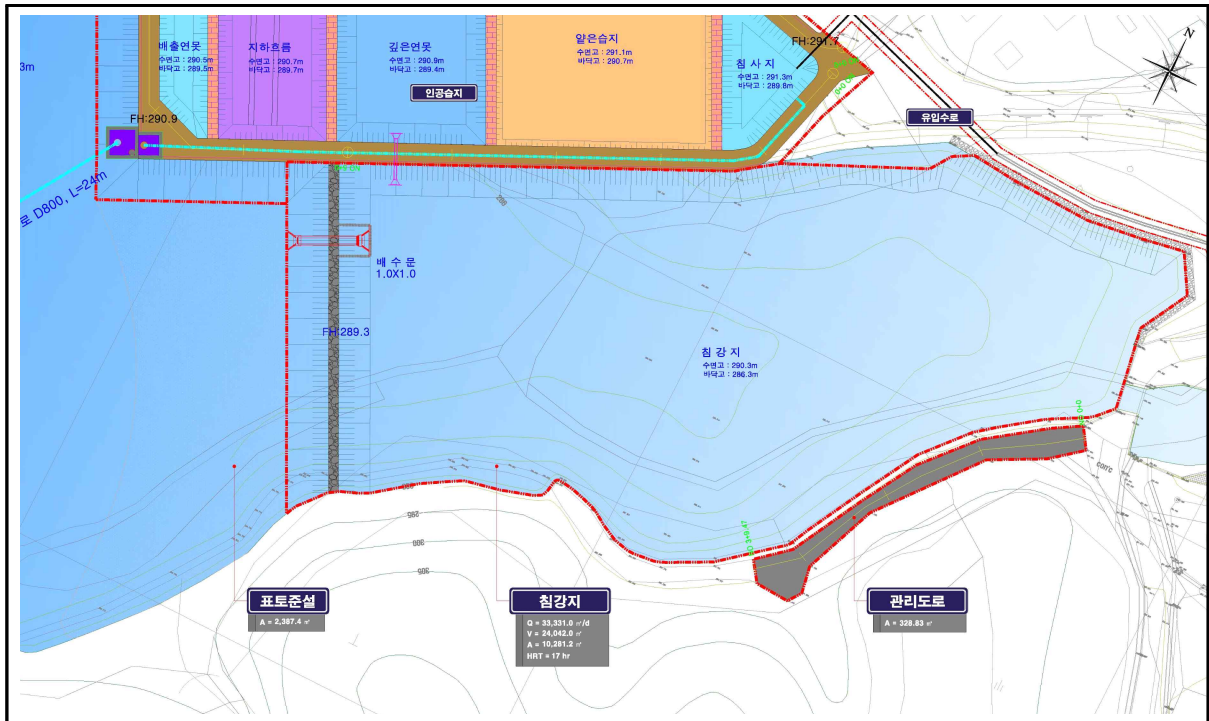 3m
배출연못
수면고 : 290.5m
바닥고 : 289.5m
지하흐름
수면고 : 290.7m
바닥고 : 289.7m
깊은연못
수면고 : 290.9m
바닥고 : 289.4m
얕은습지
수면고 : 291.1m
바닥고 : 290.7m
침 사 지
수면고 : 291.3m
바닥고 : 289.8m
FH:291.7
N
인공습지
유입수로
FH:290.9
로 D800, L=24m
배 수 문
1.0X1.0
FH:289.3
침 강 지
수면고 : 290.3m
바닥고 : 286.3m
295
300
305
표토준설
A = 2,387.4 ㎡
침강지
Q = 33,331.0 ㎥/d
V = 24,042.0 ㎥
A = 10,281.2 ㎡
HRT = 17 hr
관리도로
A = 328.83 ㎡